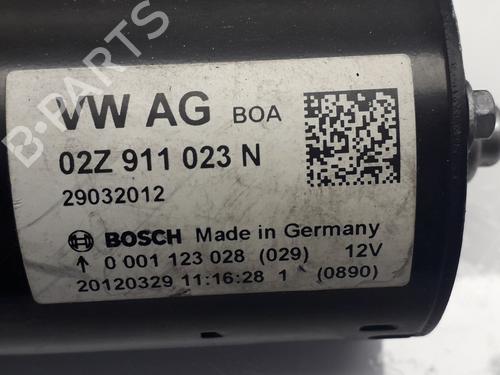 VW AG BOA
02Z 911 023 N
29032012
BOSCH Made in Germany
↑ 0 001 123 028 (029) 12V
20120329 11:16:28 1 (0890)
B-PARTS